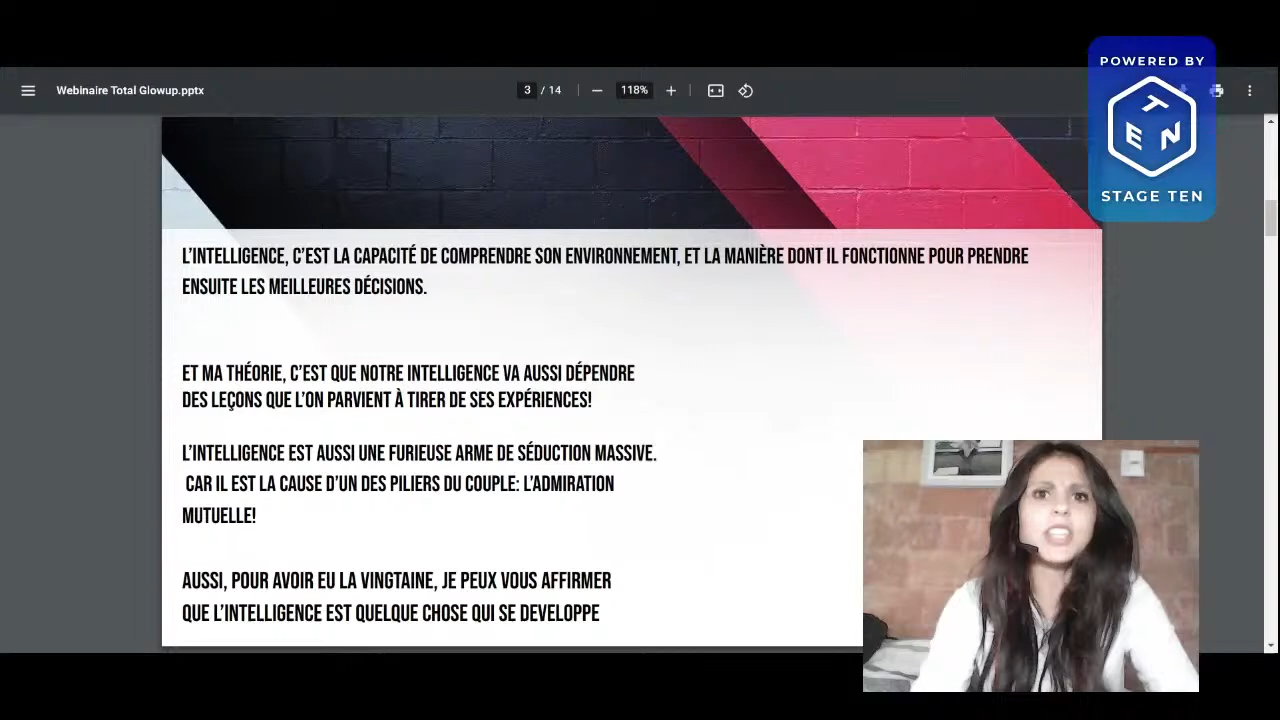 POWERED BY
TEN
STAGE TEN
Webinaire Total Glowup.pptx
3 / 14
118%
L'INTELLIGENCE, C'EST LA CAPACITÉ DE COMPRENDRE SON ENVIRONNEMENT, ET LA MANIÈRE DONT IL FONCTIONNE POUR PRENDRE
ENSUITE LES MEILLEURES DÉCISIONS.
ET MA THÉORIE, C'EST QUE NOTRE INTELLIGENCE VA AUSSI DÉPENDRE
DES LEÇONS QUE L'ON PARVIENT À TIRER DE SES EXPÉRIENCES!
L'INTELLIGENCE EST AUSSI UNE FURIEUSE ARME DE SÉDUCTION MASSIVE.
CAR IL EST LA CAUSE D'UN DES PILIERS DU COUPLE: L'ADMIRATION
MUTUELLE!
AUSSI, POUR AVOIR EU LA VINGTAINE, JE PEUX VOUS AFFIRMER
QUE L'INTELLIGENCE EST QUELQUE CHOSE QUI SE DEVELOPPE